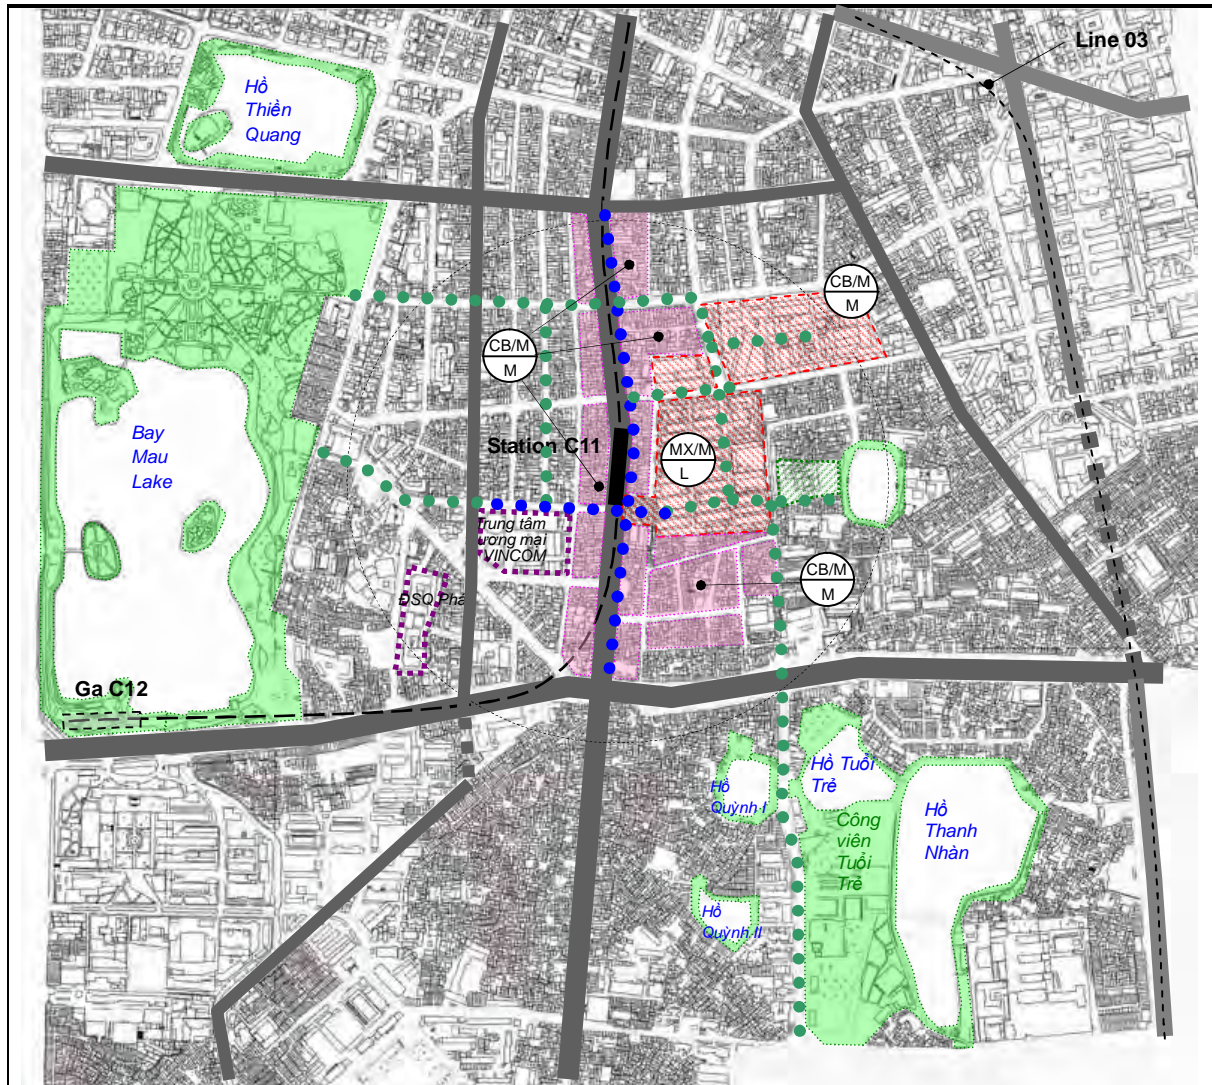 Line 03
Hồ
Thiền
Quang
CB/M
M
CB/M
M
Bay
Mau
Lake
Station C11
MX/M
L
Trung tâm
ương mại
VINCOM
CB/M
M
ĐSQ Phá
Ga C12
Hồ Tuổi
Trẻ
Hồ
Quỳnh I
Công
viên
Tuổi
Trẻ
Hồ
Thanh
Nhàn
Hồ
Quỳnh II